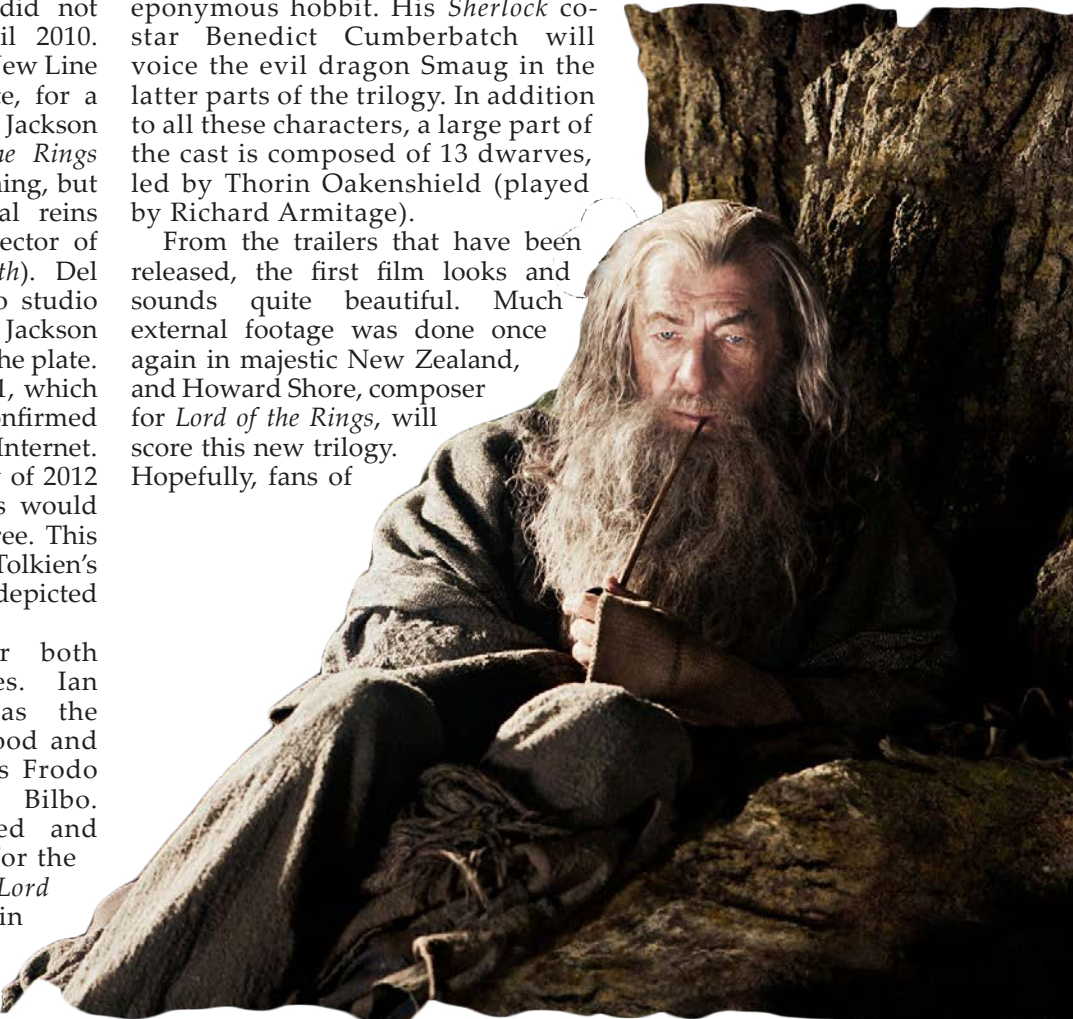 did not
il 2010.
New Line
e, for a
Jackson
he Rings
ing, but
al reins
ector of
th). Del
o studio
Jackson
he plate.
1, which
nfirmed
Internet.
of 2012
s would
ree. This
Tolkien's
depicted
r both
es. Ian
as the
ood and
s Frodo
Bilbo.
ed and
for the
Lord
in
eponymous hobbit. His Sherlock co-
star Benedict Cumberbatch will
voice the evil dragon Smaug in the
latter parts of the trilogy. In addition
to all these characters, a large part of
the cast is composed of 13 dwarves,
led by Thorin Oakenshield (played
by Richard Armitage).
From the trailers that have been
released, the first film looks and
sounds quite beautiful. Much
external footage was done once
again in majestic New Zealand,
and Howard Shore, composer
for Lord of the Rings, will
score this new trilogy.
Hopefully, fans of